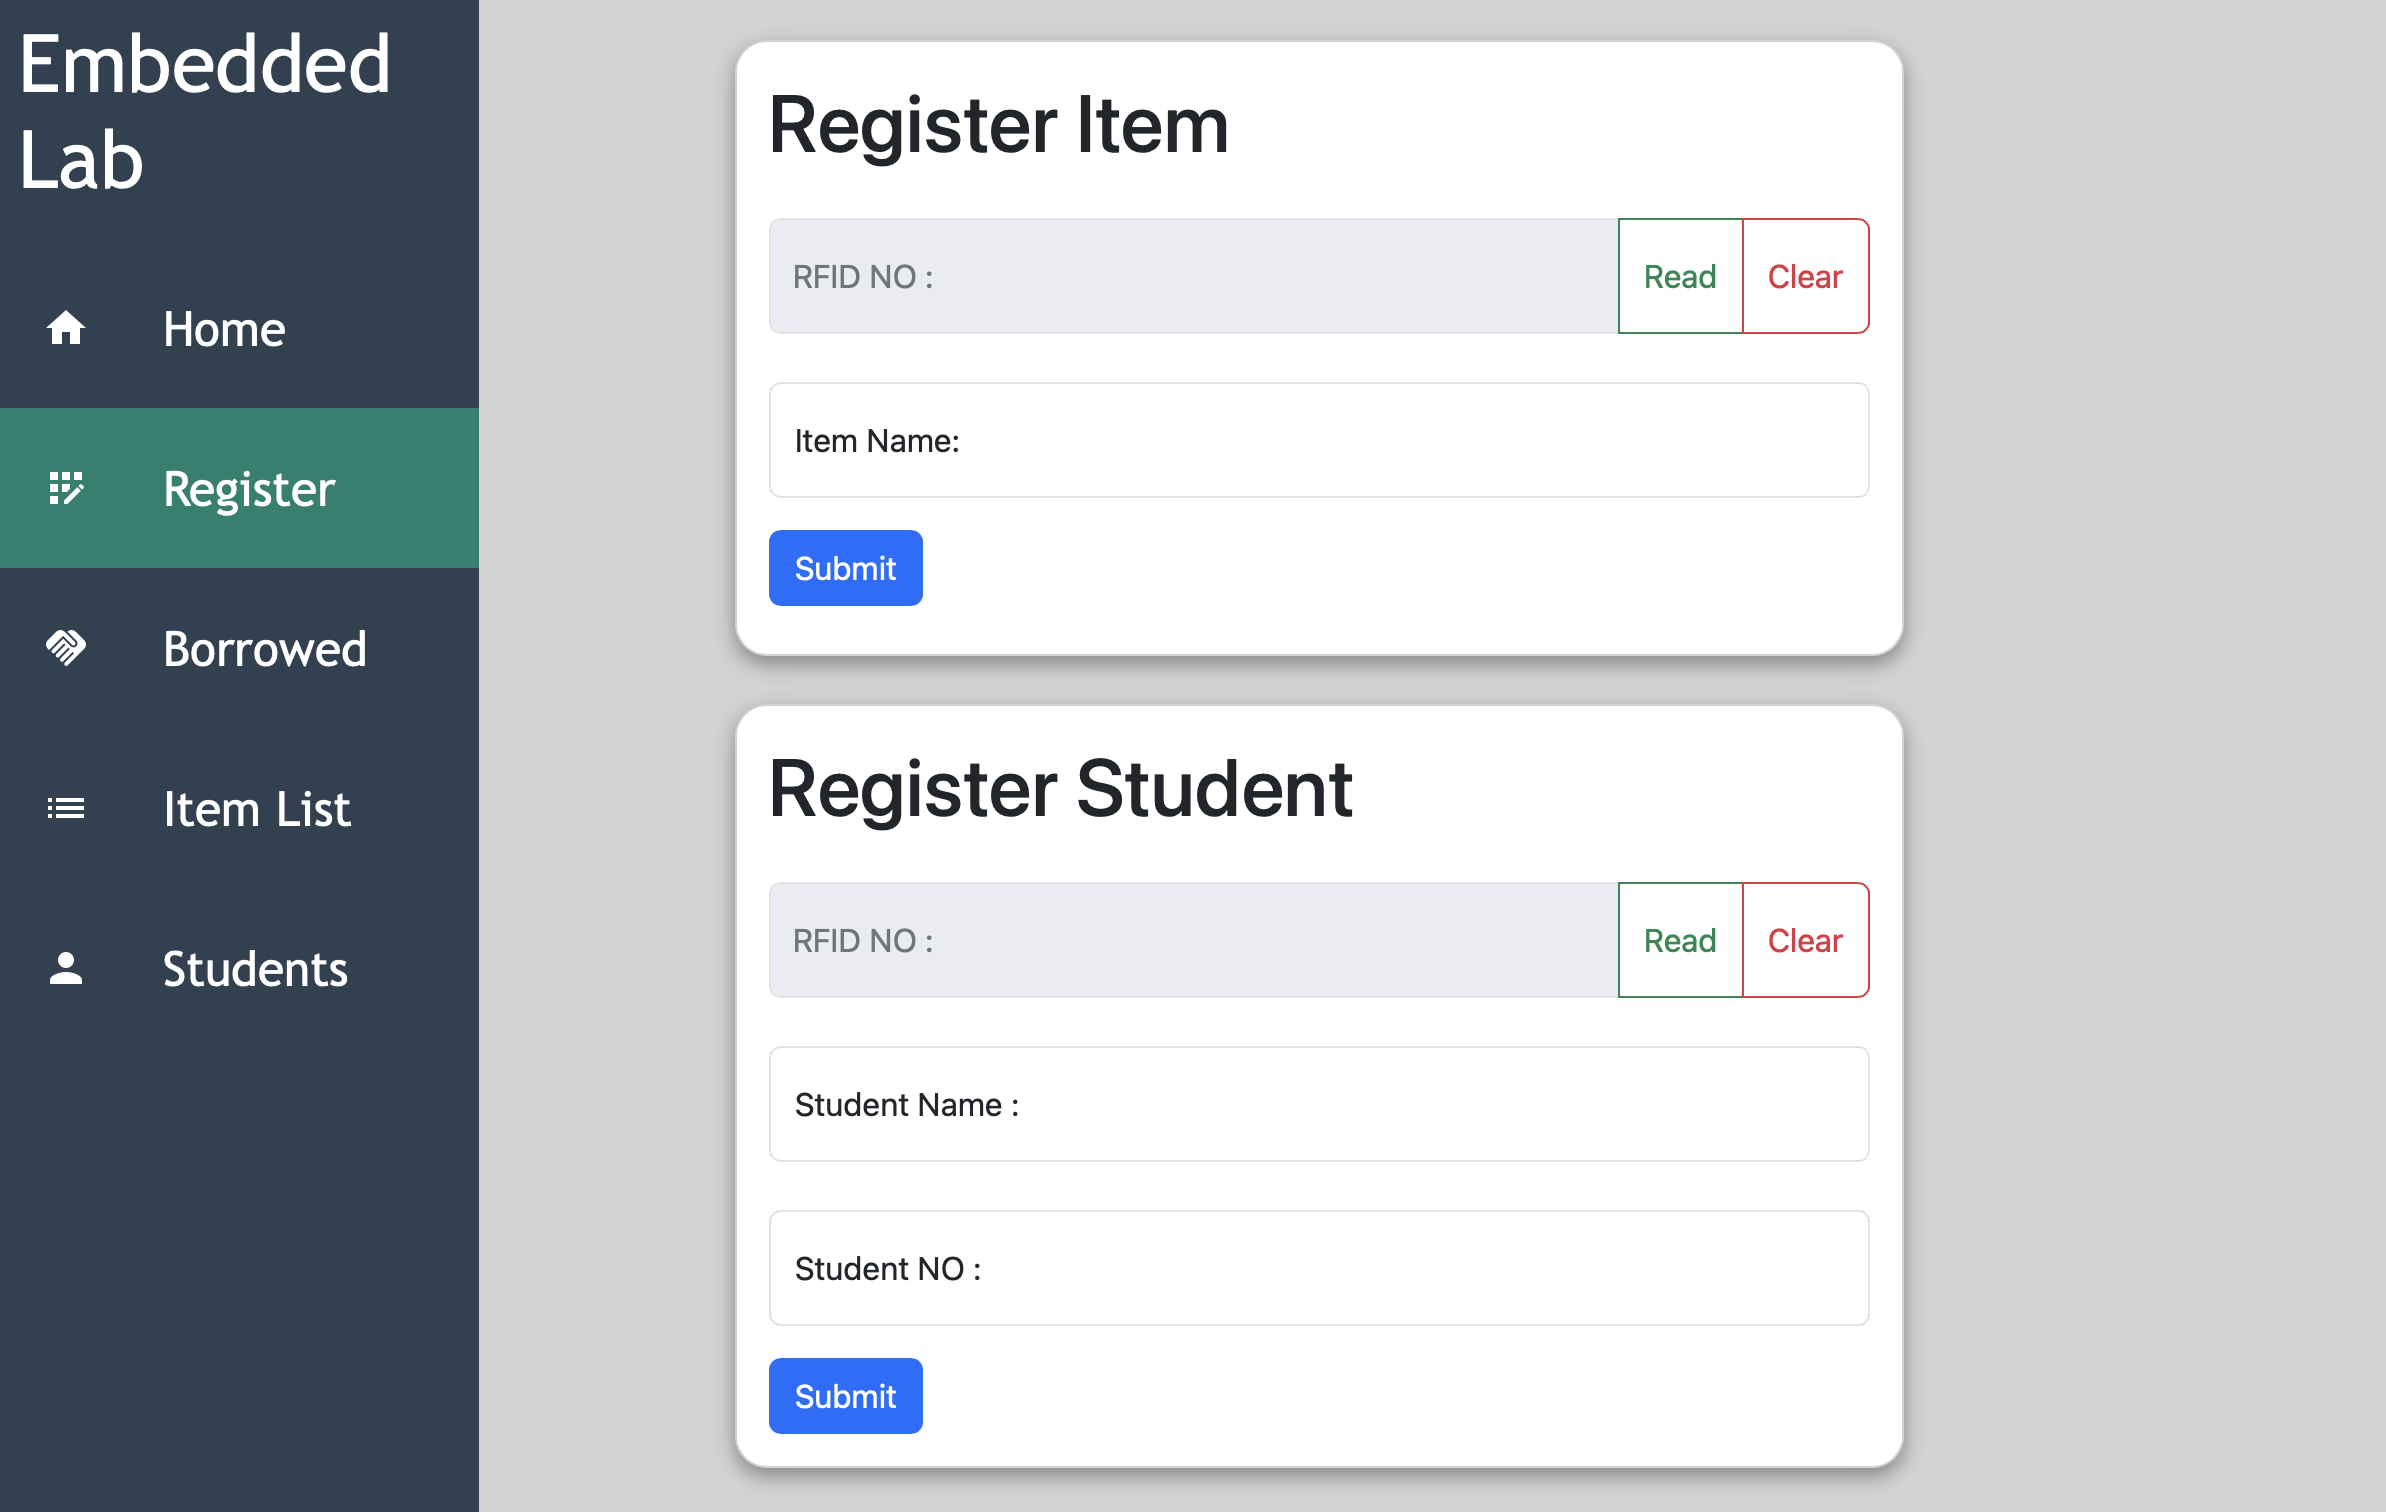 Embedded
Lab
Home
Register
Borrowed
Item List
Students
Register Item
RFID NO :
Read
Clear
Item Name:
Submit
Register Student
RFID NO :
Read
Clear
Student Name :
Student NO :
Submit